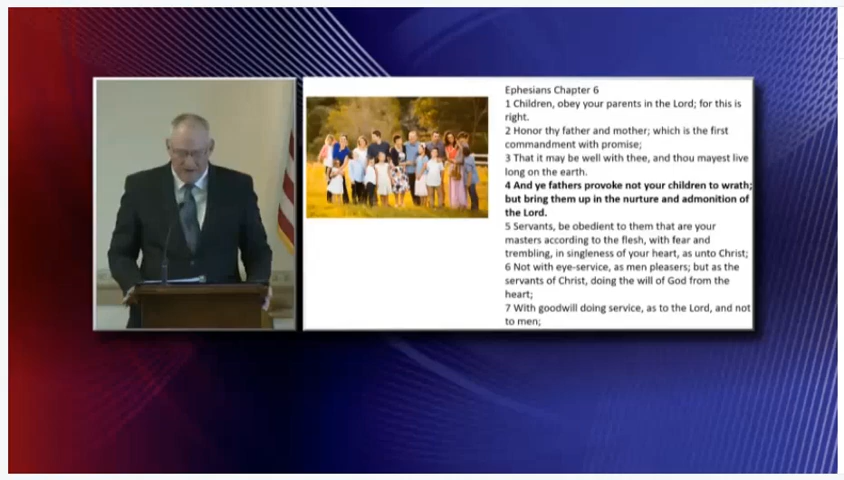 Ephesians Chapter 6
1 Children, obey your parents in the Lord; for this is
right.
2 Honor thy father and mother; which is the first
commandment with promise;
3 That it may be well with thee, and thou mayest live
long on the earth.
4 And ye fathers provoke not your children to wrath;
but bring them up in the nurture and admonition of
the Lord.
5 Servants, be obedient to them that are your
masters according to the flesh, with fear and
trembling, in singleness of your heart, as unto Christ;
6 Not with eye-service, as men pleasers; but as the
servants of Christ, doing the will of God from the
heart;
7 With goodwill doing service, as to the Lord, and not
to men;